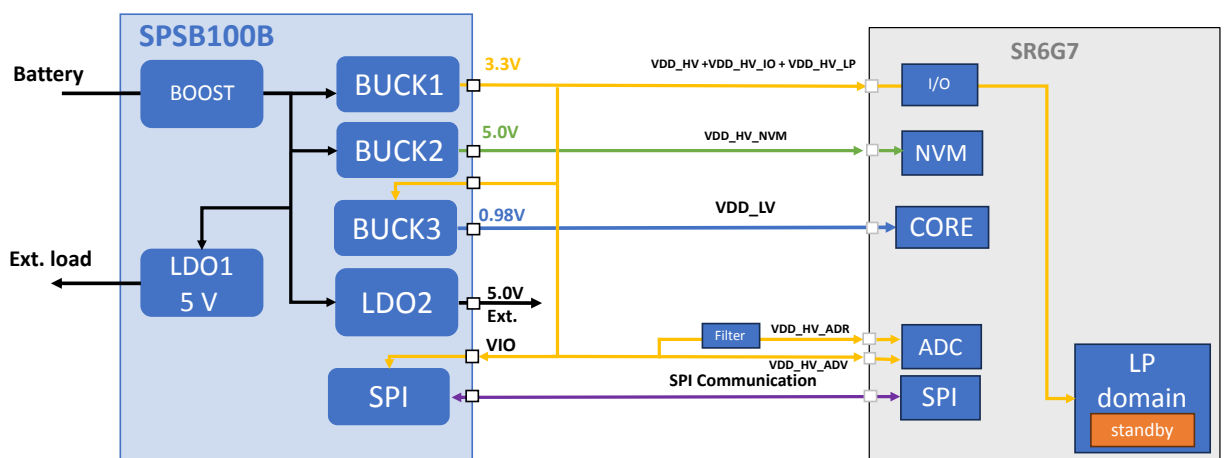 SPSB100B
SR6G7
Battery
BOOST
BUCK1
3.3V
VDD_HV +VDD_HV_IO + VDD_HV_LP
I/O
BUCK2
5.0V
VDD_HV_NVM
NVM
BUCK3
0.98V
VDD_LV
CORE
Ext. load
LDO1
5 V
LDO2
5.0V
Ext.
VIO
Filter
VDD_HV_ADR
ADC
VDD_HV_ADV
SPI
SPI Communication
SPI
LP
domain
standby